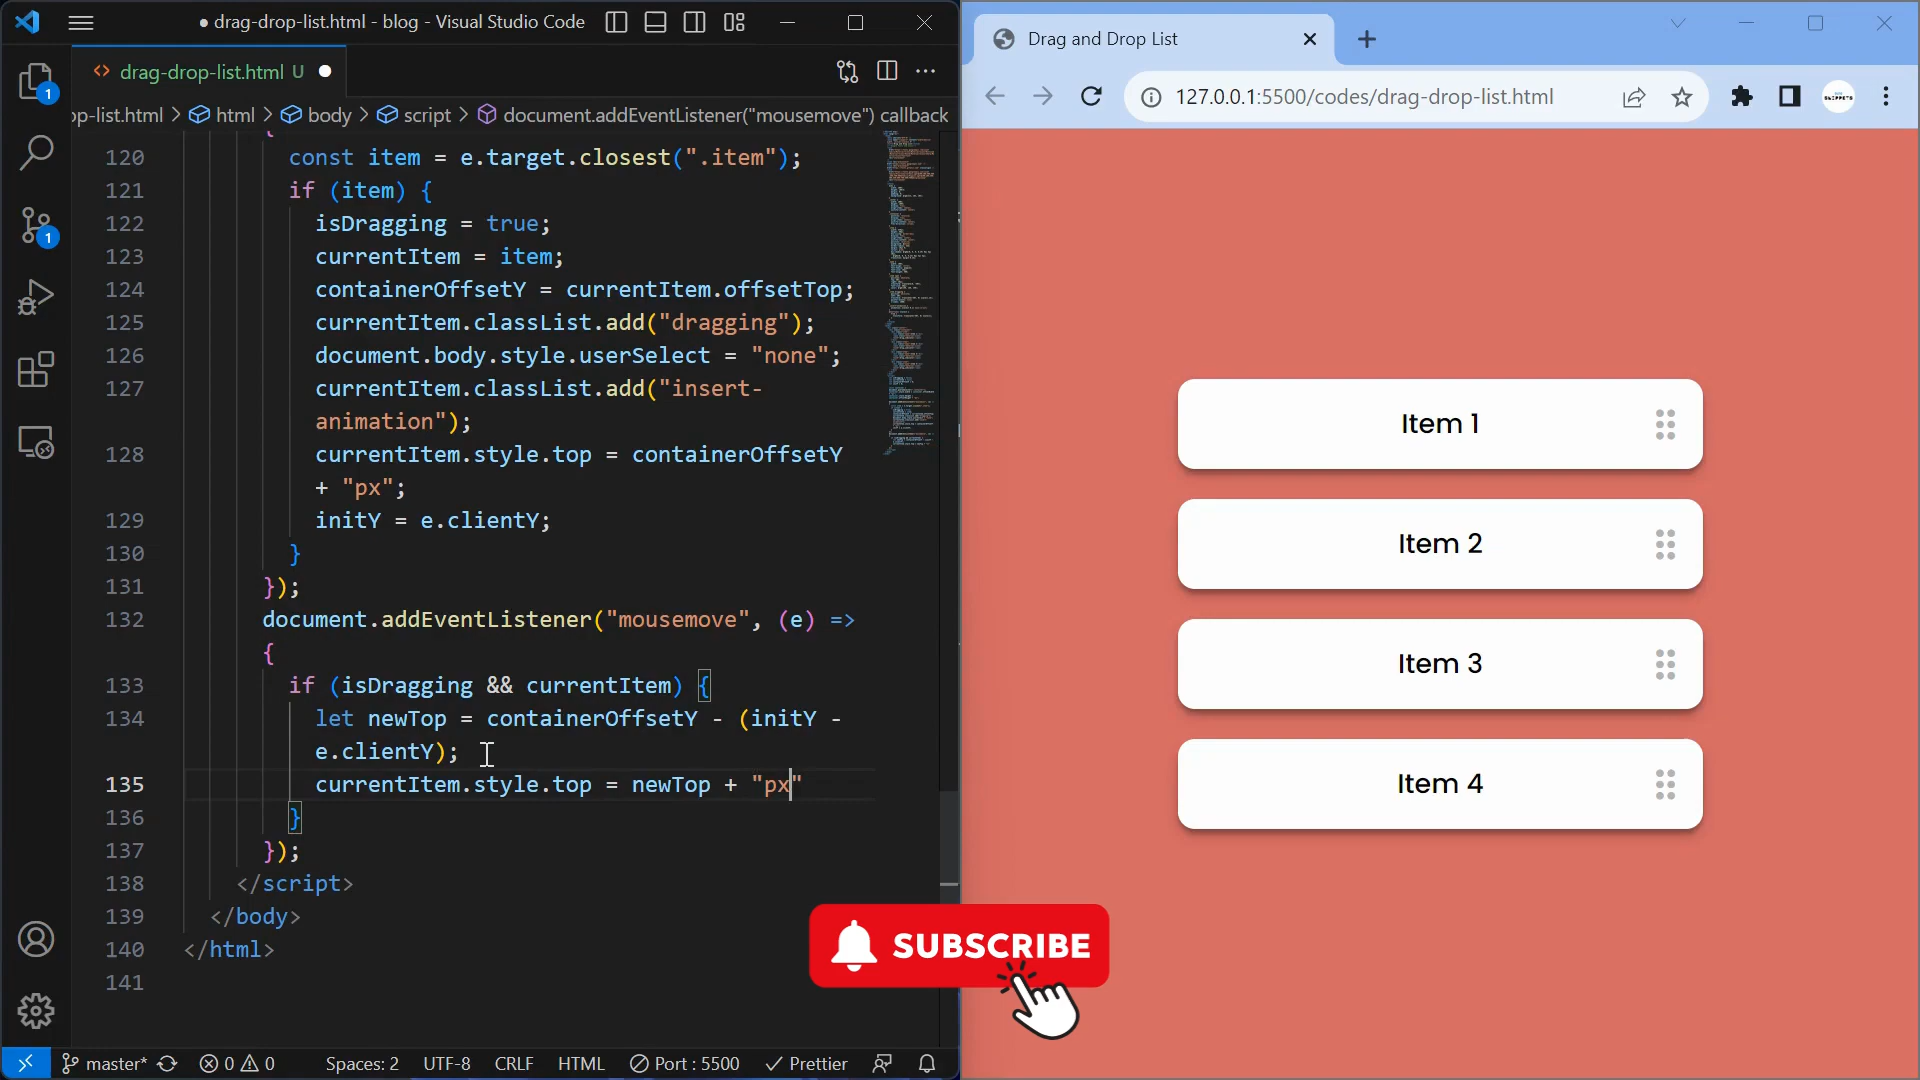 drag-drop-list.html - blog - Visual Studio Code
drag-drop-list.html U
op-list.html > html > body > script > document.addEventListener("mousemove") callback
{
120 const item = e.target.closest(".item");
121 if (item) {
122 isDragging = true;
123 currentItem = item;
124 containerOffsetY = currentItem.offsetTop;
125 currentItem.classList.add("dragging");
126 document.body.style.userSelect = "none";
127 currentItem.classList.add("insert-
animation");
128 currentItem.style.top = containerOffsetY
+ "px";
129 initY = e.clientY;
130 }
131 });
132 document.addEventListener("mousemove", (e) =>
{
133 if (isDragging && currentItem) {
134 let newTop = containerOffsetY - (initY -
e.clientY);
135 currentItem.style.top = newTop + "px"
136 }
137 });
138 </script>
139 </body>
140 </html>
141
1
1
master* 0 0 Spaces: 2 UTF-8 CRLF HTML Port : 5500 Prettier
Drag and Drop List
127.0.0.1:5500/codes/drag-drop-list.html
Item 1
Item 2
Item 3
Item 4
SUBSCRIBE